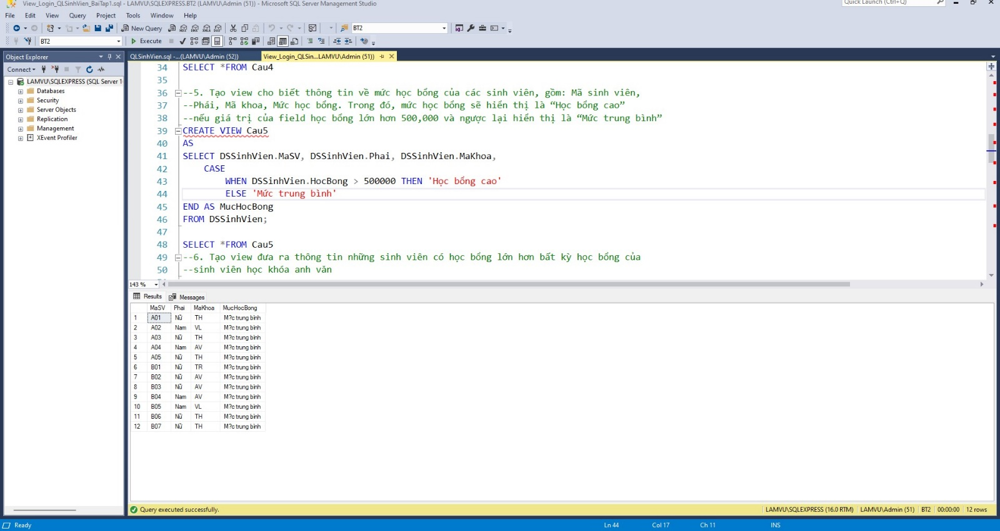 View_Login_QLSinhVien_BaiTap1.sql - LAMVU\SQLEXPRESS.BT2 (LAMVU\Admin (51)) - Microsoft SQL Server Management Studio
Quick Launch (Ctrl+Q)
File Edit View Query Project Tools Window Help
New Query BT2
BT2 Execute
Object Explorer
QLSinhVien.sql -...(LAMVU\Admin (52))
View_Login_QLSin...LAMVU\Admin (51))
Connect
LAMVU\SQLEXPRESS (SQL Server 1
Databases
Security
Server Objects
Replication
Management
XEvent Profiler
34 SELECT *FROM Cau4
35
36 --5. Tạo view cho biết thông tin về mức học bổng của các sinh viên, gồm: Mã sinh viên,
37 --Phái, Mã khoa, Mức học bổng. Trong đó, mức học bổng sẽ hiển thị là “Học bổng cao”
38 --nếu giá trị của field học bổng lớn hơn 500,000 và ngược lại hiển thị là “Mức trung bình”
39 CREATE VIEW Cau5
40 AS
41 SELECT DSSinhVien.MaSV, DSSinhVien.Phai, DSSinhVien.MaKhoa,
42 CASE
43 WHEN DSSinhVien.HocBong > 500000 THEN 'Học bổng cao'
44 ELSE 'Mức trung bình'
45 END AS MucHocBong
46 FROM DSSinhVien;
47
48 SELECT *FROM Cau5
49 --6. Tạo view đưa ra thông tin những sinh viên có học bổng lớn hơn bất kỳ học bổng của
50 --sinh viên học khóa anh văn
143 %
Results Messages
MaSV Phai MaKhoa MucHocBong
1 A01 Nữ TH M?c trung bình
2 A02 Nam VL M?c trung bình
3 A03 Nữ TH M?c trung bình
4 A04 Nam AV M?c trung bình
5 A05 Nữ TH M?c trung bình
6 B01 Nữ TR M?c trung bình
7 B02 Nữ AV M?c trung bình
8 B03 Nữ AV M?c trung bình
9 B04 Nam AV M?c trung bình
10 B05 Nam VL M?c trung bình
11 B06 Nữ TH M?c trung bình
12 B07 Nữ TH M?c trung bình
Query executed successfully.
LAMVU\SQLEXPRESS (16.0 RTM) LAMVU\Admin (51) BT2 00:00:00 12 rows
Ready Ln 44 Col 17 Ch 11 INS